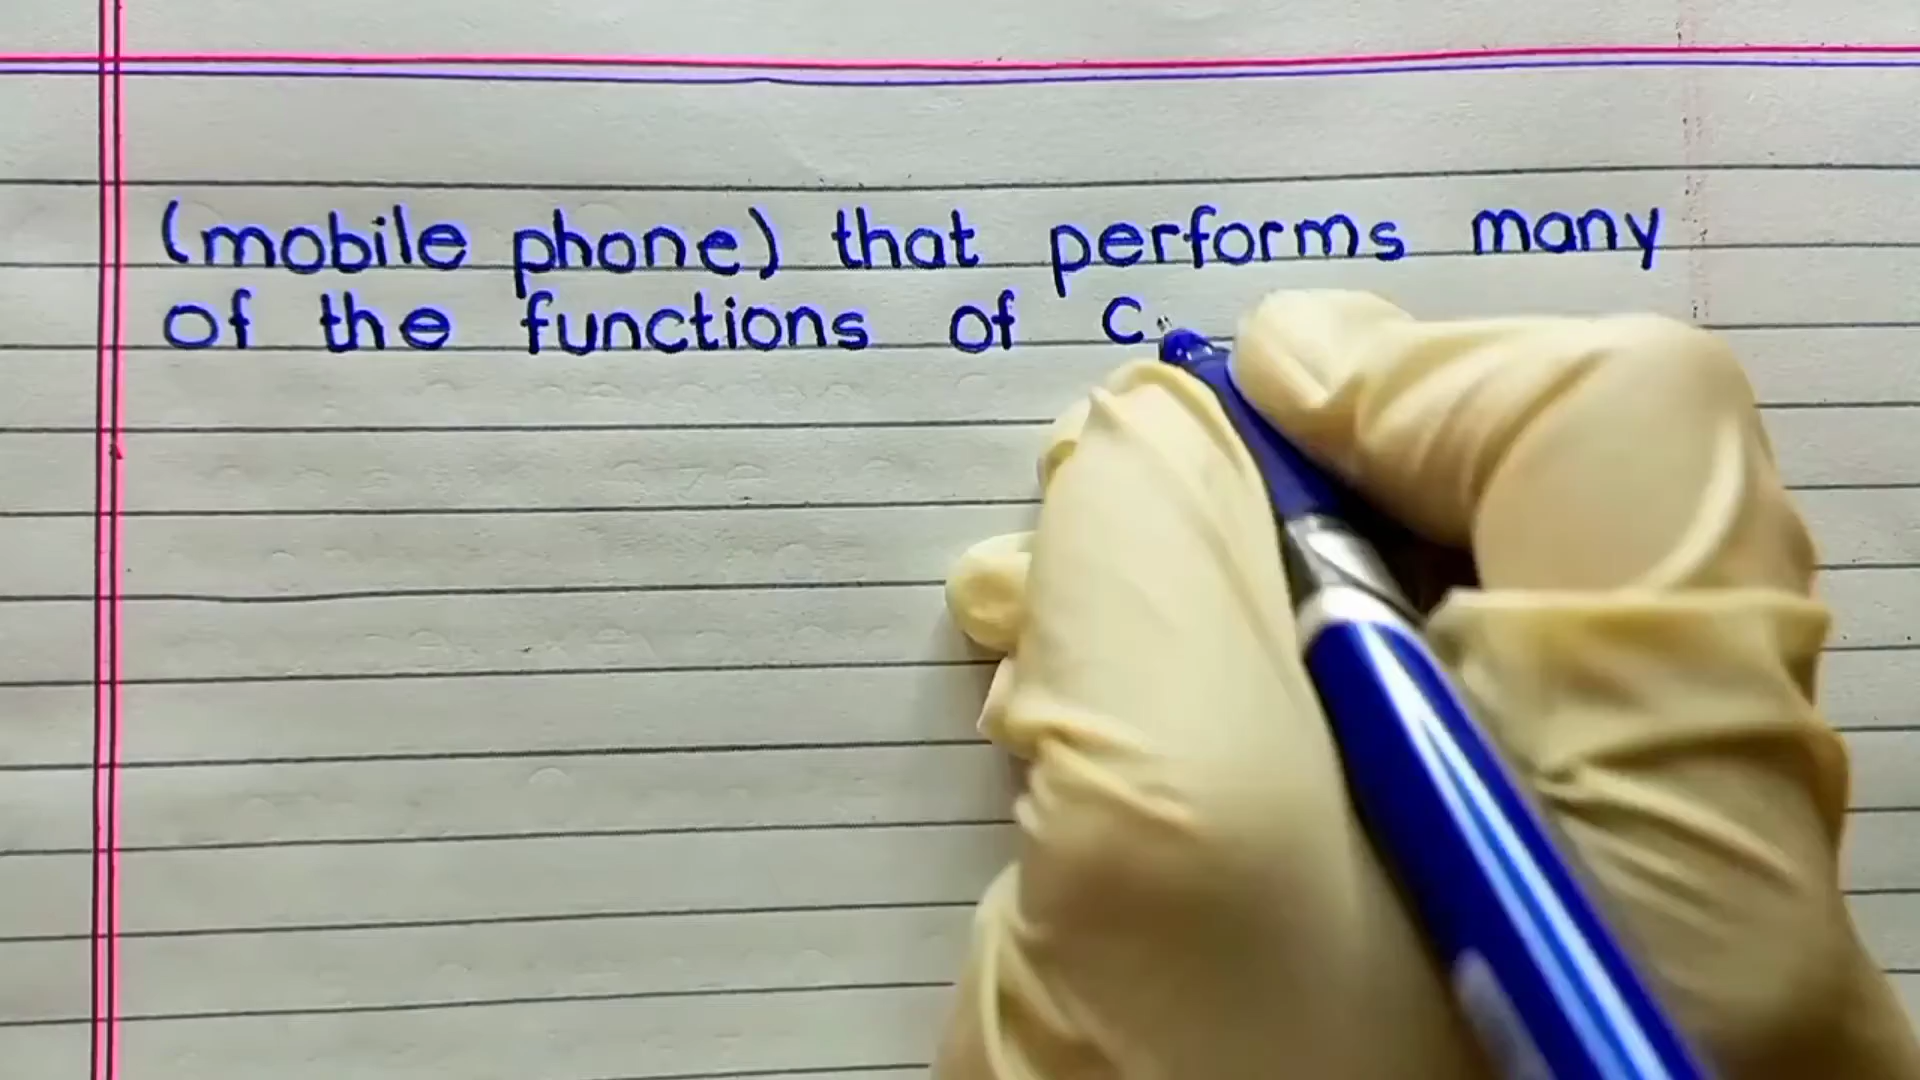 (mobile phone) that performs many
of the functions of c